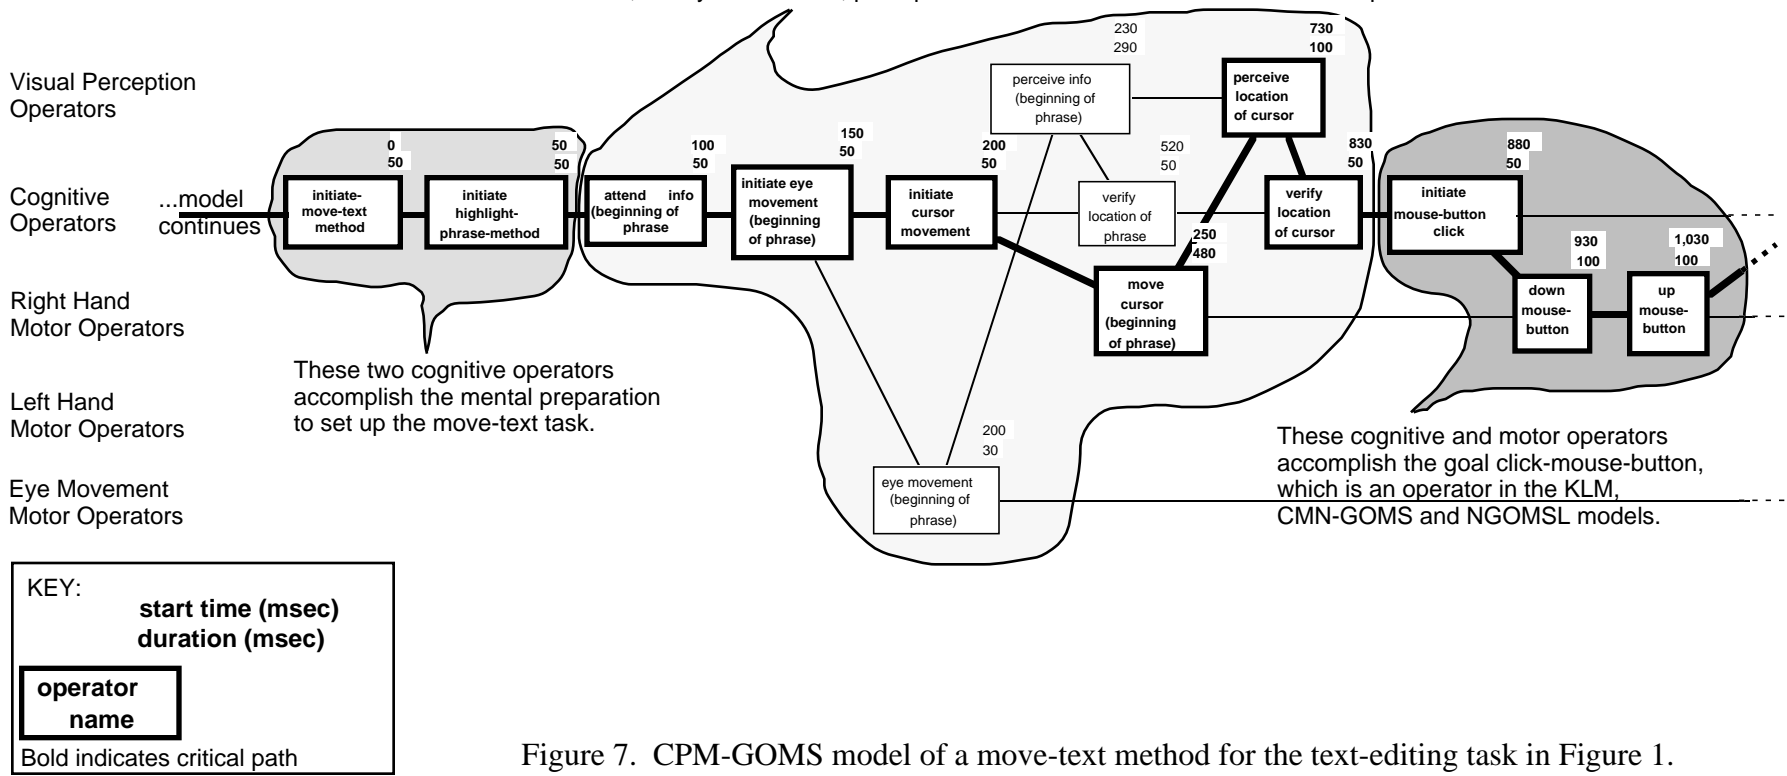 230
290
730
100
Visual Perception
Operators
perceive info
(beginning of
phrase)
perceive
location
of cursor
0
50
50
50
100
50
150
50
200
50
520
50
830
50
880
50
Cognitive
Operators
...model
continues
initiate-
move-text
method
initiate
highlight-
phrase-method
attend info
(beginning of
phrase
initiate eye
movement
(beginning
of phrase)
initiate
cursor
movement
verify
location of
phrase
verify
location
of cursor
initiate
mouse-button
click
250
480
930
100
1,030
100
Right Hand
Motor Operators
move
cursor
(beginning
of phrase)
down
mouse-
button
up
mouse-
button
These two cognitive operators
accomplish the mental preparation
to set up the move-text task.
Left Hand
Motor Operators
200
30
These cognitive and motor operators
accomplish the goal click-mouse-button,
which is an operator in the KLM,
CMN-GOMS and NGOMSL models.
Eye Movement
Motor Operators
eye movement
(beginning of
phrase)
KEY:
start time (msec)
duration (msec)
operator
name
Bold indicates critical path
Figure 7. CPM-GOMS model of a move-text method for the text-editing task in Figure 1.